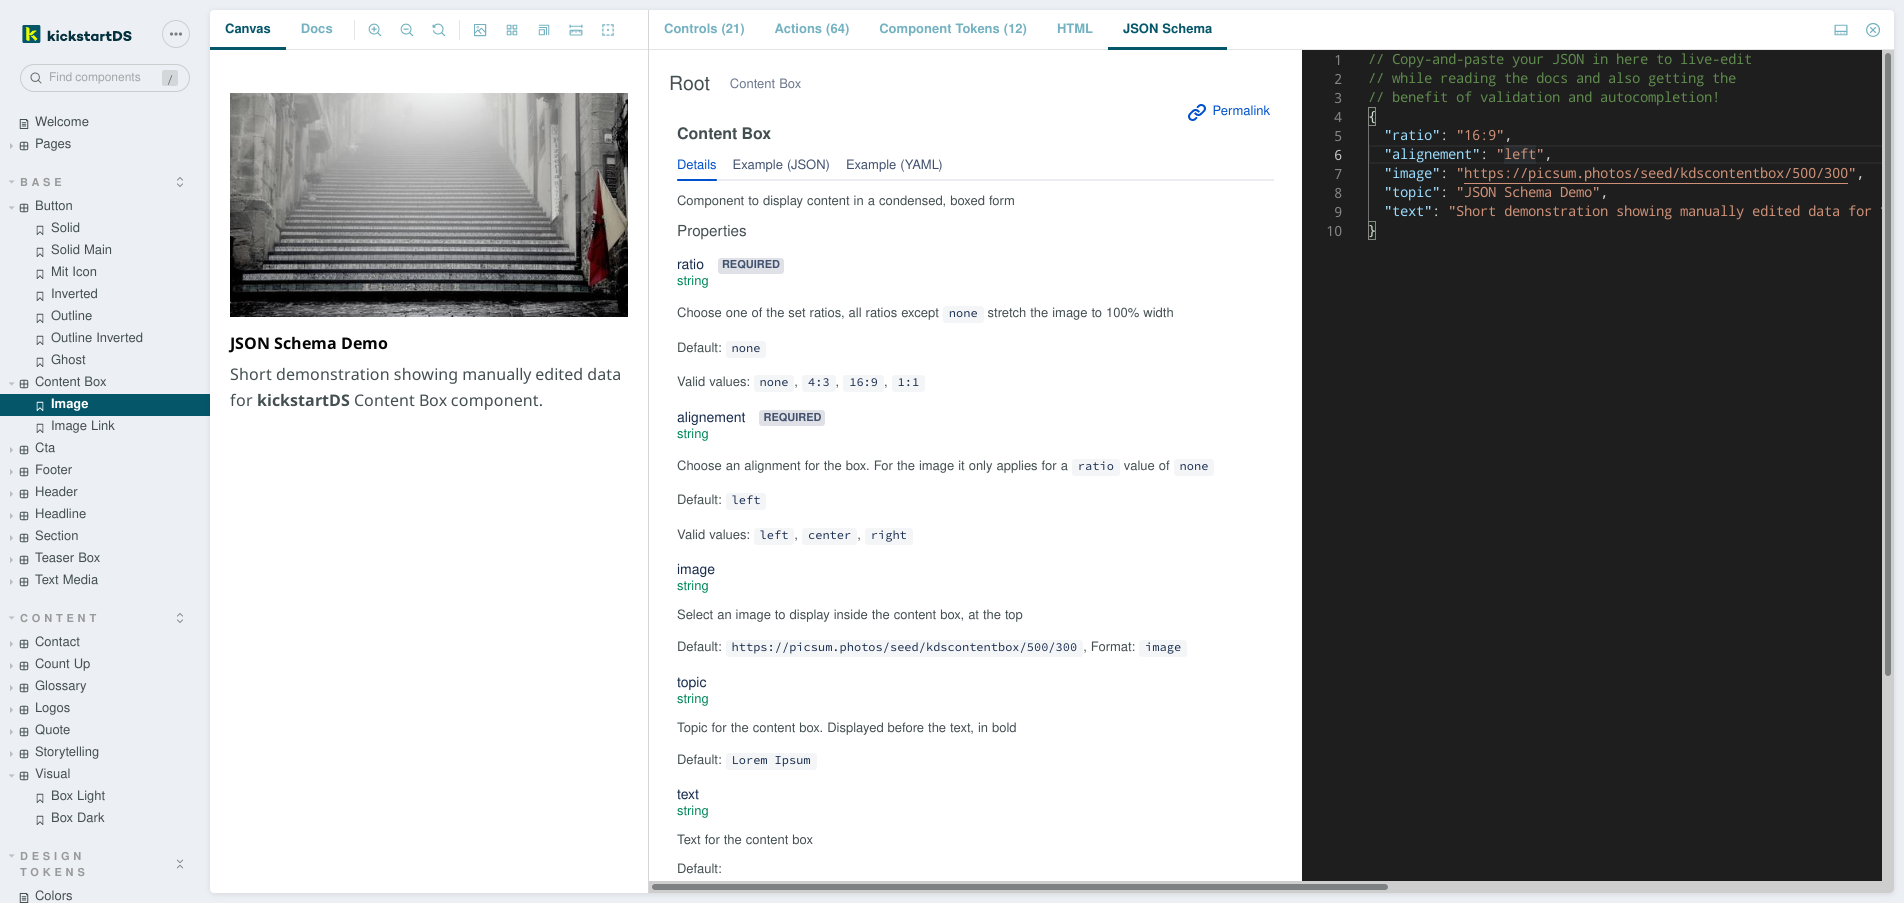 kickstartDS
Find components /
Welcome
Pages
BASE
Button
Solid
Solid Main
Mit Icon
Inverted
Outline
Outline Inverted
Ghost
Content Box
Image
Image Link
Cta
Footer
Header
Headline
Section
Teaser Box
Text Media
CONTENT
Contact
Count Up
Glossary
Logos
Quote
Storytelling
Visual
Box Light
Box Dark
DESIGN
TOKENS
Colors
Canvas Docs
JSON Schema Demo
Short demonstration showing manually edited data
for kickstartDS Content Box component.
Controls (21) Actions (64) Component Tokens (12) HTML JSON Schema
Root Content Box
Permalink
Content Box
Details Example (JSON) Example (YAML)
Component to display content in a condensed, boxed form
Properties
ratio REQUIRED
string
Choose one of the set ratios, all ratios except none stretch the image to 100% width
Default: none
Valid values: none , 4:3 , 16:9 , 1:1
alignement REQUIRED
string
Choose an alignment for the box. For the image it only applies for a ratio value of none
Default: left
Valid values: left , center , right
image
string
Select an image to display inside the content box, at the top
Default: https://picsum.photos/seed/kdscontentbox/500/300 , Format: image
topic
string
Topic for the content box. Displayed before the text, in bold
Default: Lorem Ipsum
text
string
Text for the content box
Default:
1 // Copy-and-paste your JSON in here to live-edit
2 // while reading the docs and also getting the
3 // benefit of validation and autocompletion!
4 {
5 "ratio": "16:9",
6 "alignement": "left",
7 "image": "https://picsum.photos/seed/kdscontentbox/500/300",
8 "topic": "JSON Schema Demo",
9 "text": "Short demonstration showing manually edited data for
10 }